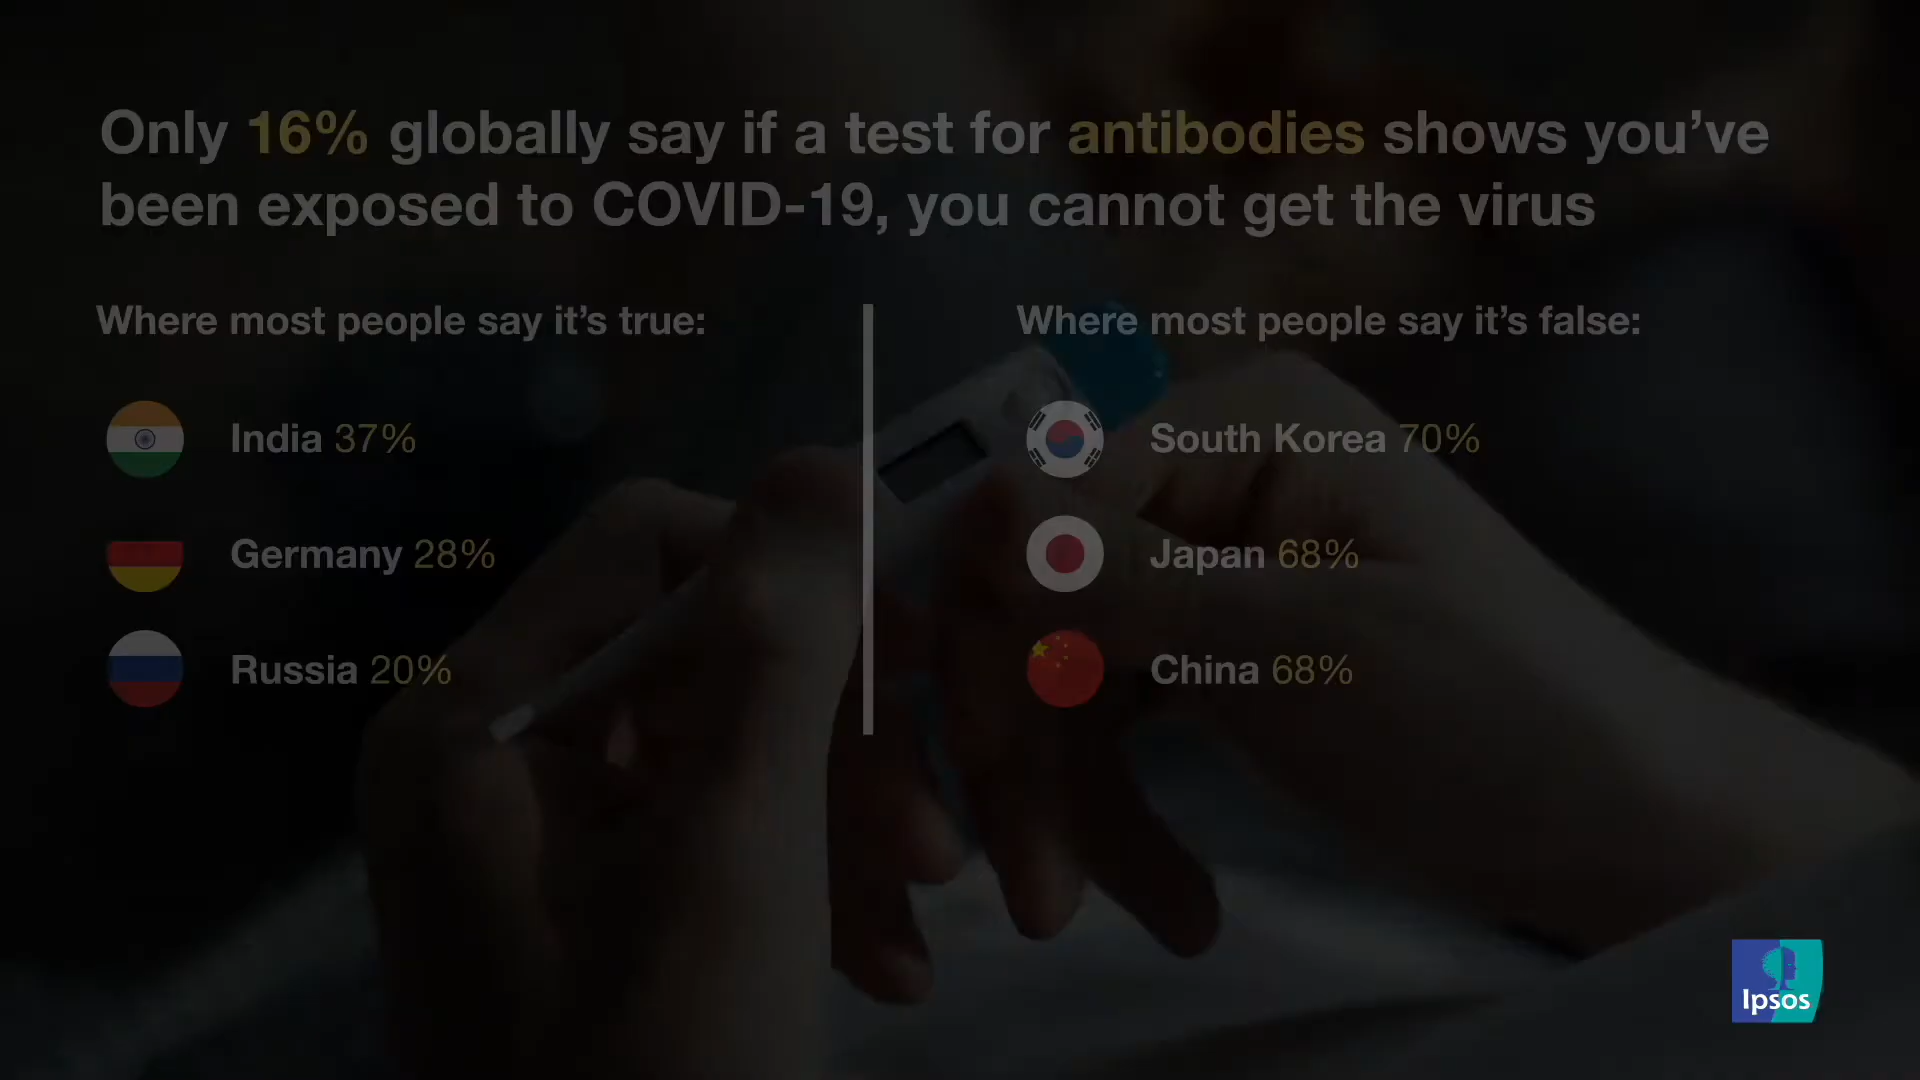 Only 16% globally say if a test for antibodies shows you’ve
been exposed to COVID-19, you cannot get the virus
Where most people say it’s true:
India 37%
Germany 28%
Russia 20%
Where most people say it’s false:
South Korea 70%
Japan 68%
China 68%
Ipsos